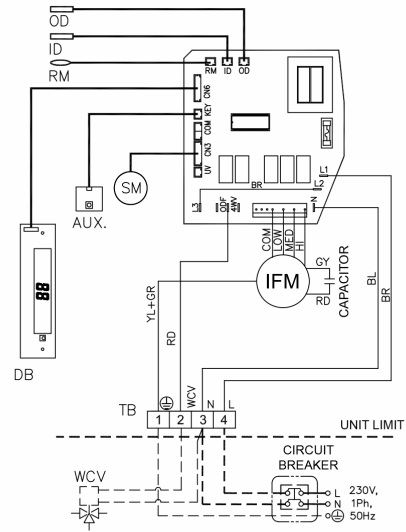 OD
ID
RM
RM ID OD
CN6
KEY
COM
CN3
UV
L1
L2
BR
L3
ODF
4WV
N
SM
AUX.
COM
LOW
MED
HI
IFM
GY
RD
CAPACITOR
BL
BR
YL+GR
RD
88
DB
WCV
N L
TB 1 2 3 4
UNIT LIMIT
CIRCUIT
BREAKER
WCV
L 230V,
N 1Ph,
50Hz